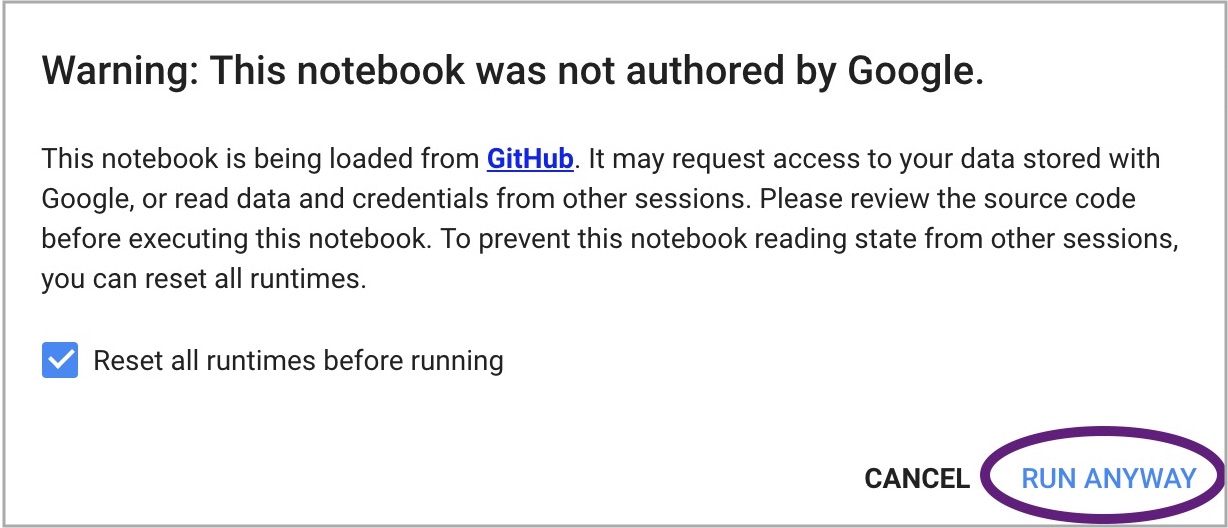 Warning: This notebook was not authored by Google.
This notebook is being loaded from GitHub. It may request access to your data stored with
Google, or read data and credentials from other sessions. Please review the source code
before executing this notebook. To prevent this notebook reading state from other sessions,
you can reset all runtimes.
Reset all runtimes before running
CANCEL RUN ANYWAY